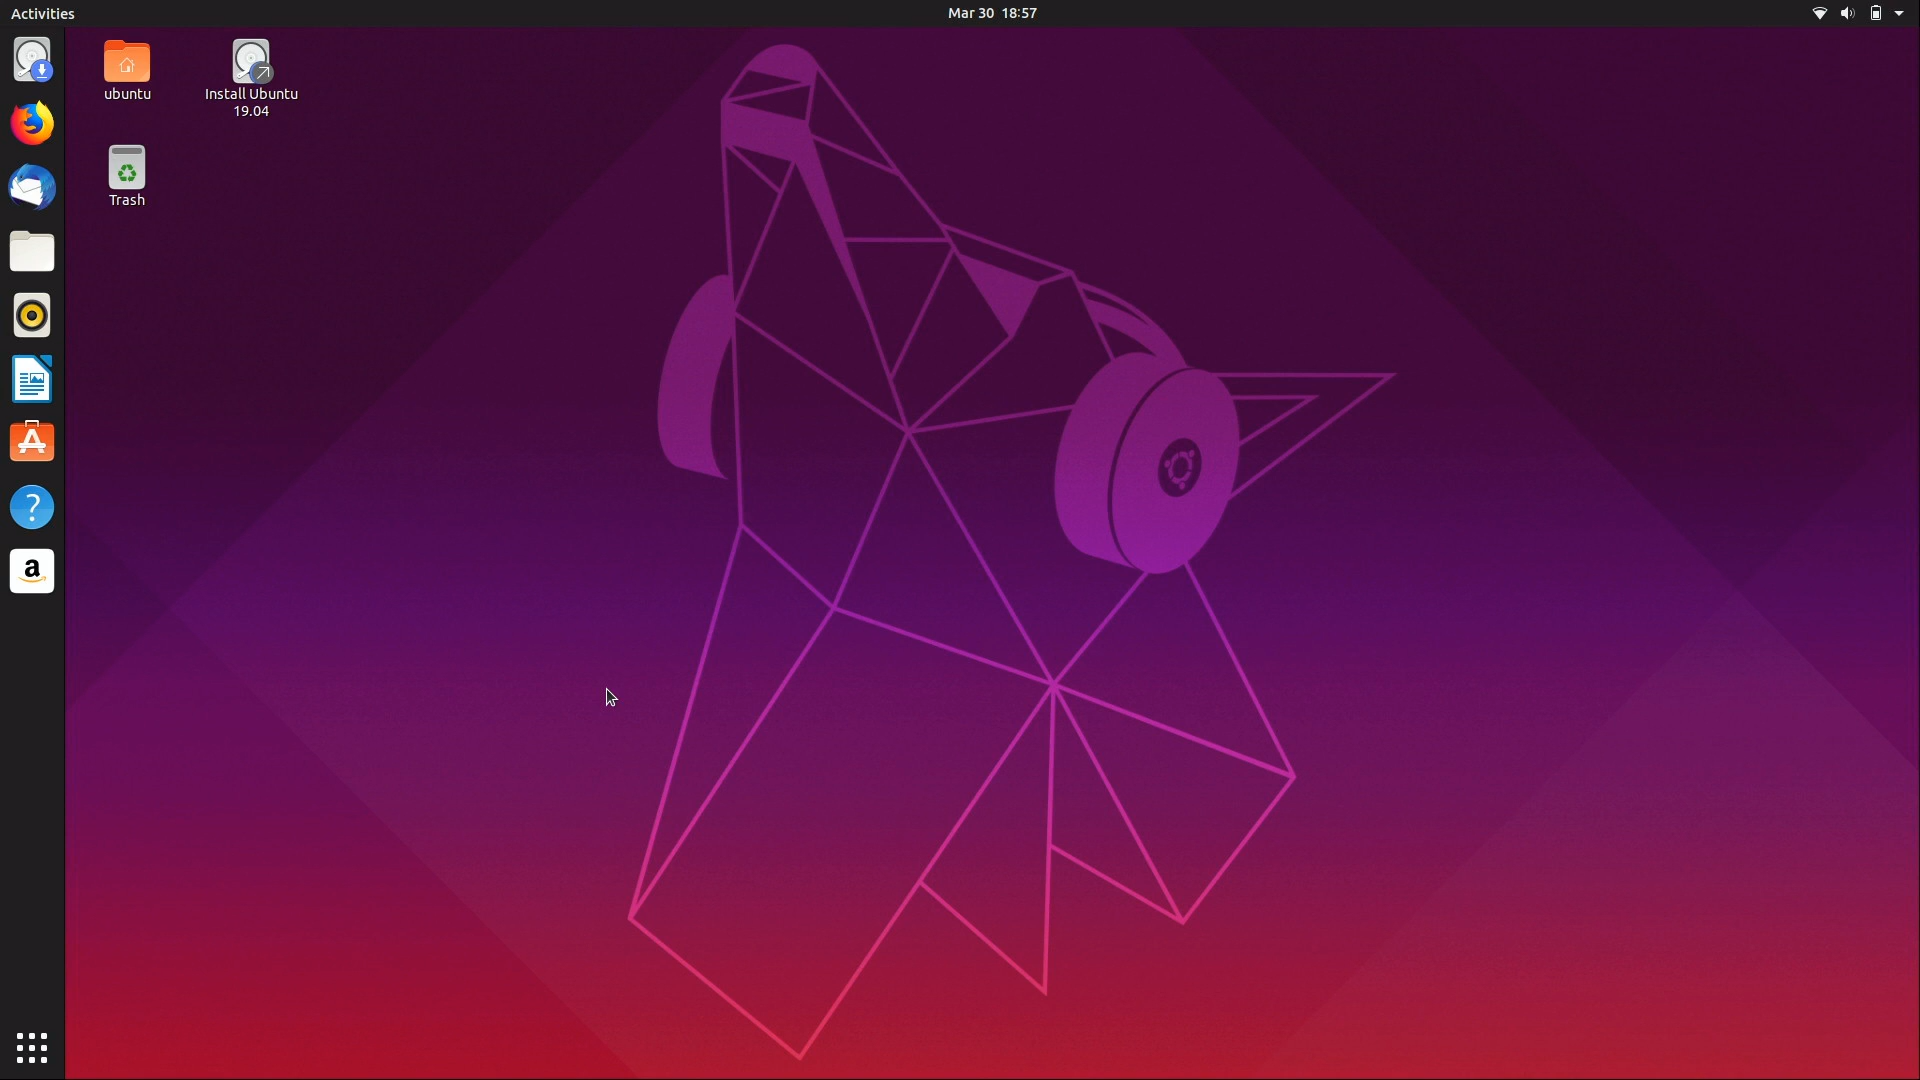 Activities
Mar 30 18:57
ubuntu
Install Ubuntu
19.04
Trash
?
a